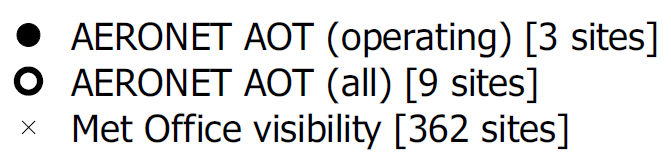 AERONET AOT (operating) [3 sites]
AERONET AOT (all) [9 sites]
Met Office visibility [362 sites]